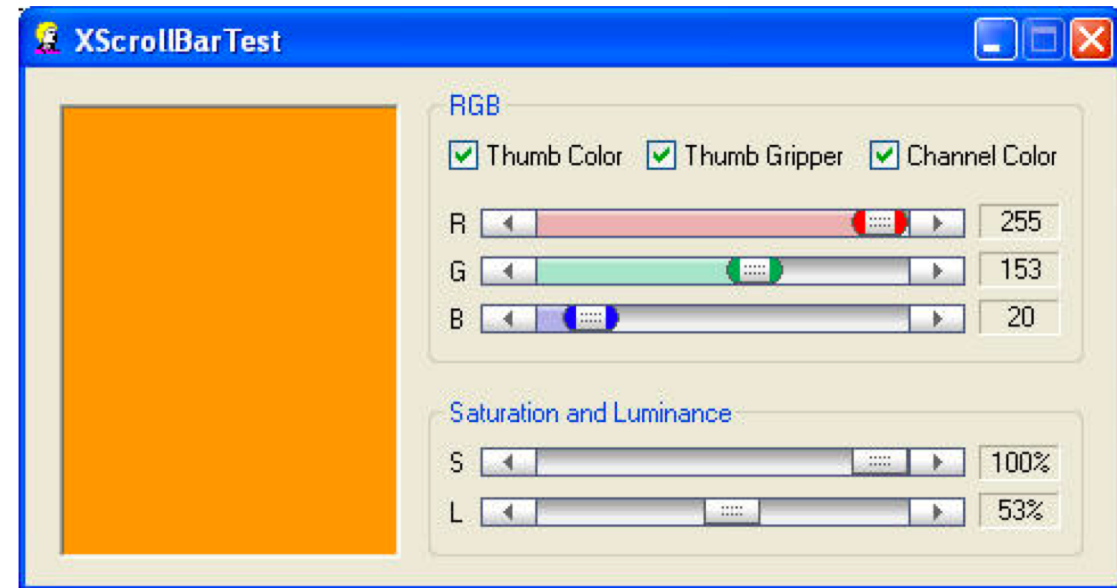 XScrollBarTest
RGB
Thumb Color Thumb Gripper Channel Color
R 255
G 153
B 20
Saturation and Luminance
S 100%
L 53%